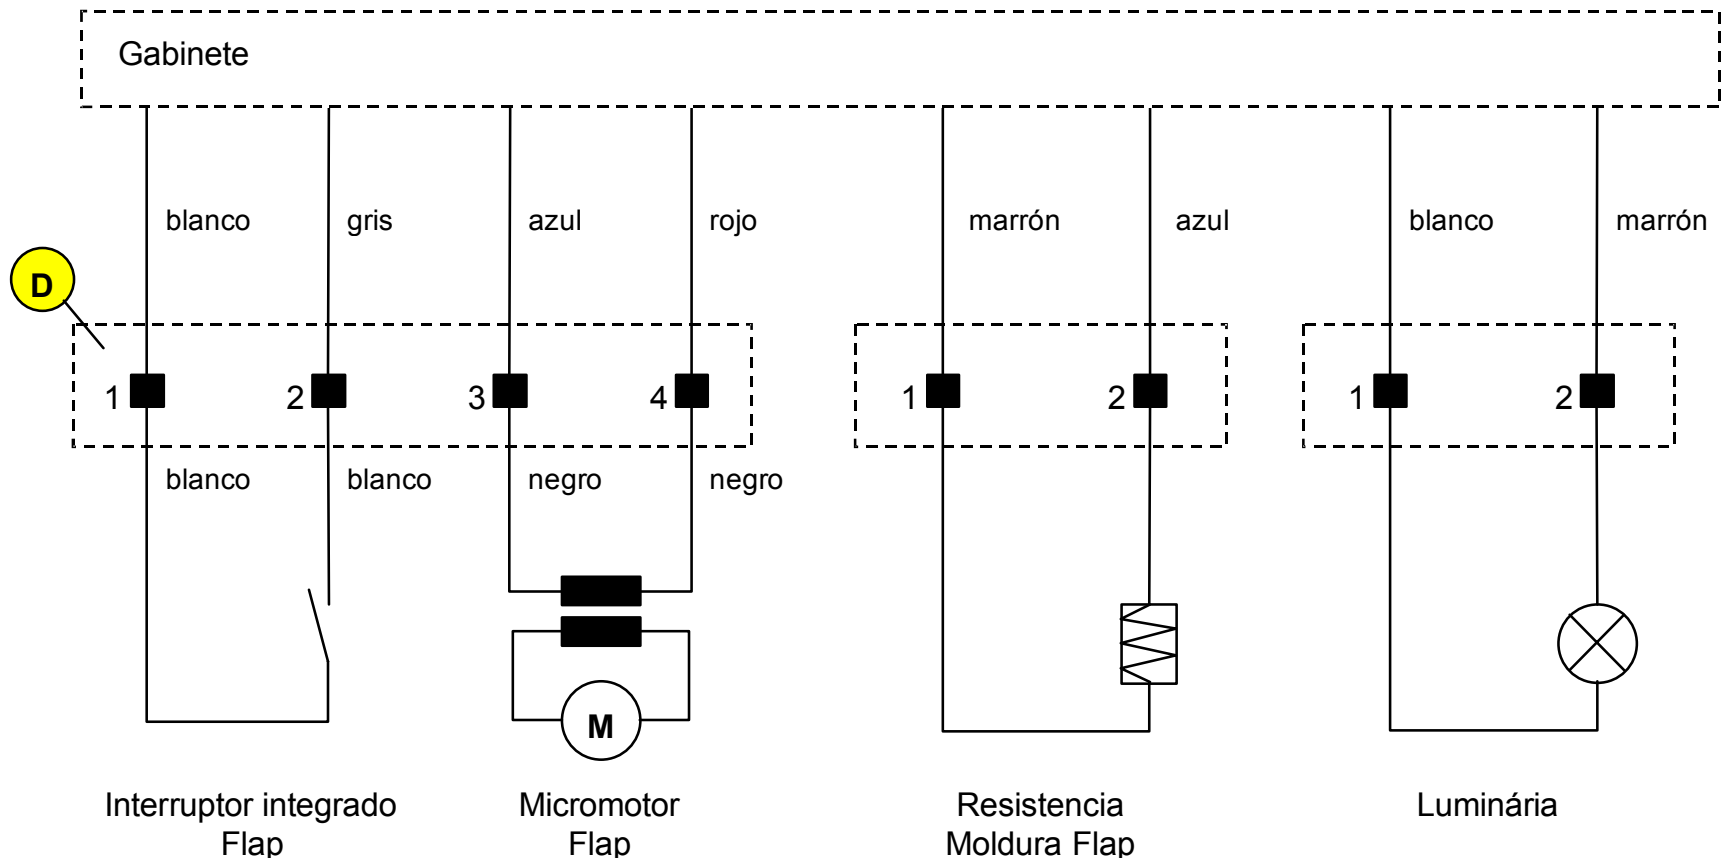 Gabinete
blanco gris azul rojo marrón azul blanco marrón
D
1 2 3 4 1 2 1 2
blanco blanco negro negro
M
Interruptor integrado Micromotor Resistencia Luminária
Flap Flap Moldura Flap